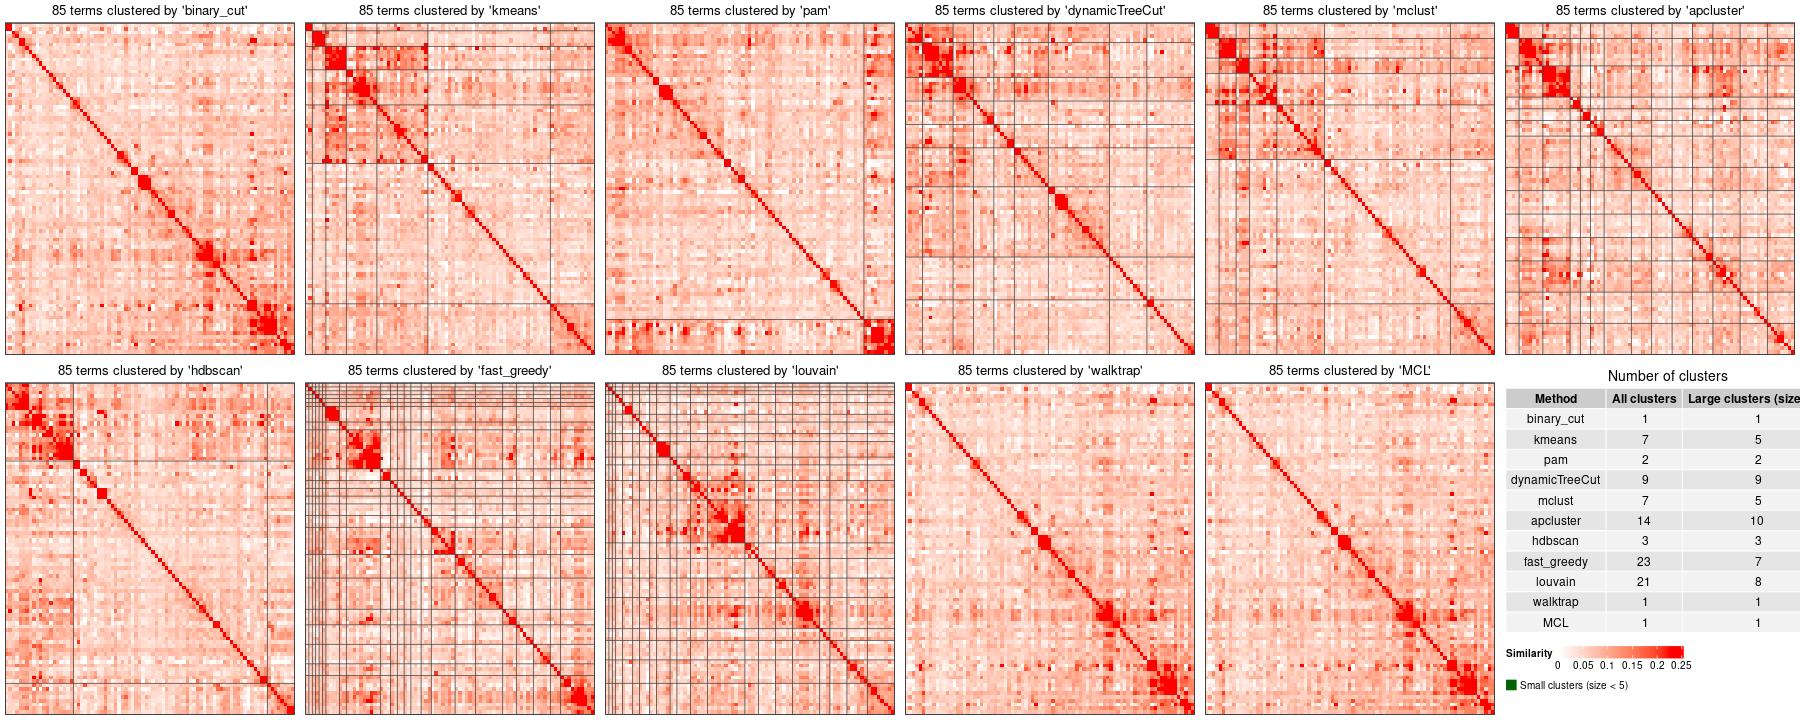 85 terms clustered by 'binary_cut'
85 terms clustered by 'kmeans'
85 terms clustered by 'pam'
85 terms clustered by 'dynamicTreeCut'
85 terms clustered by 'mclust'
85 terms clustered by 'apcluster'
85 terms clustered by 'hdbscan'
85 terms clustered by 'fast_greedy'
85 terms clustered by 'louvain'
85 terms clustered by 'walktrap'
85 terms clustered by 'MCL'
Number of clusters
Method All clusters Large clusters (size
binary_cut 1 1
kmeans 7 5
pam 2 2
dynamicTreeCut 9 9
mclust 7 5
apcluster 14 10
hdbscan 3 3
fast_greedy 23 7
louvain 21 8
walktrap 1 1
MCL 1 1
Similarity
0 0.05 0.1 0.15 0.2 0.25
Small clusters (size < 5)